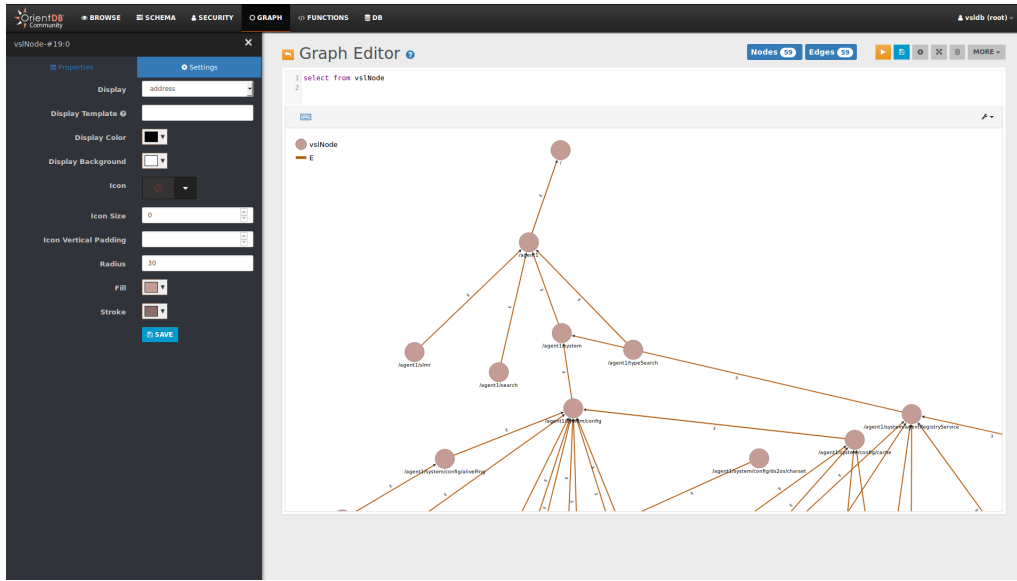 OrientDB
Community
BROWSE
SCHEMA
SECURITY
GRAPH
FUNCTIONS
DB
vsldb (root)
vslNode-#19:0
Properties
Settings
Display
address
Display Template
Display Color
Display Background
Icon
Icon Size
0
Icon Vertical Padding
Radius
30
Fill
Stroke
SAVE
Graph Editor
Nodes 59
Edges 59
MORE
1 select from vslNode
2
vslNode
E
/
/agent1
/agent1/slmr
/agent1/search
/agent1/system
/agent1/typeSearch
/agent1/system/config
/agent1/system/agentRegistryService
/agent1/system/config/cache
/agent1/system/config/alivePing
/agent1/system/config/ds2os/charset